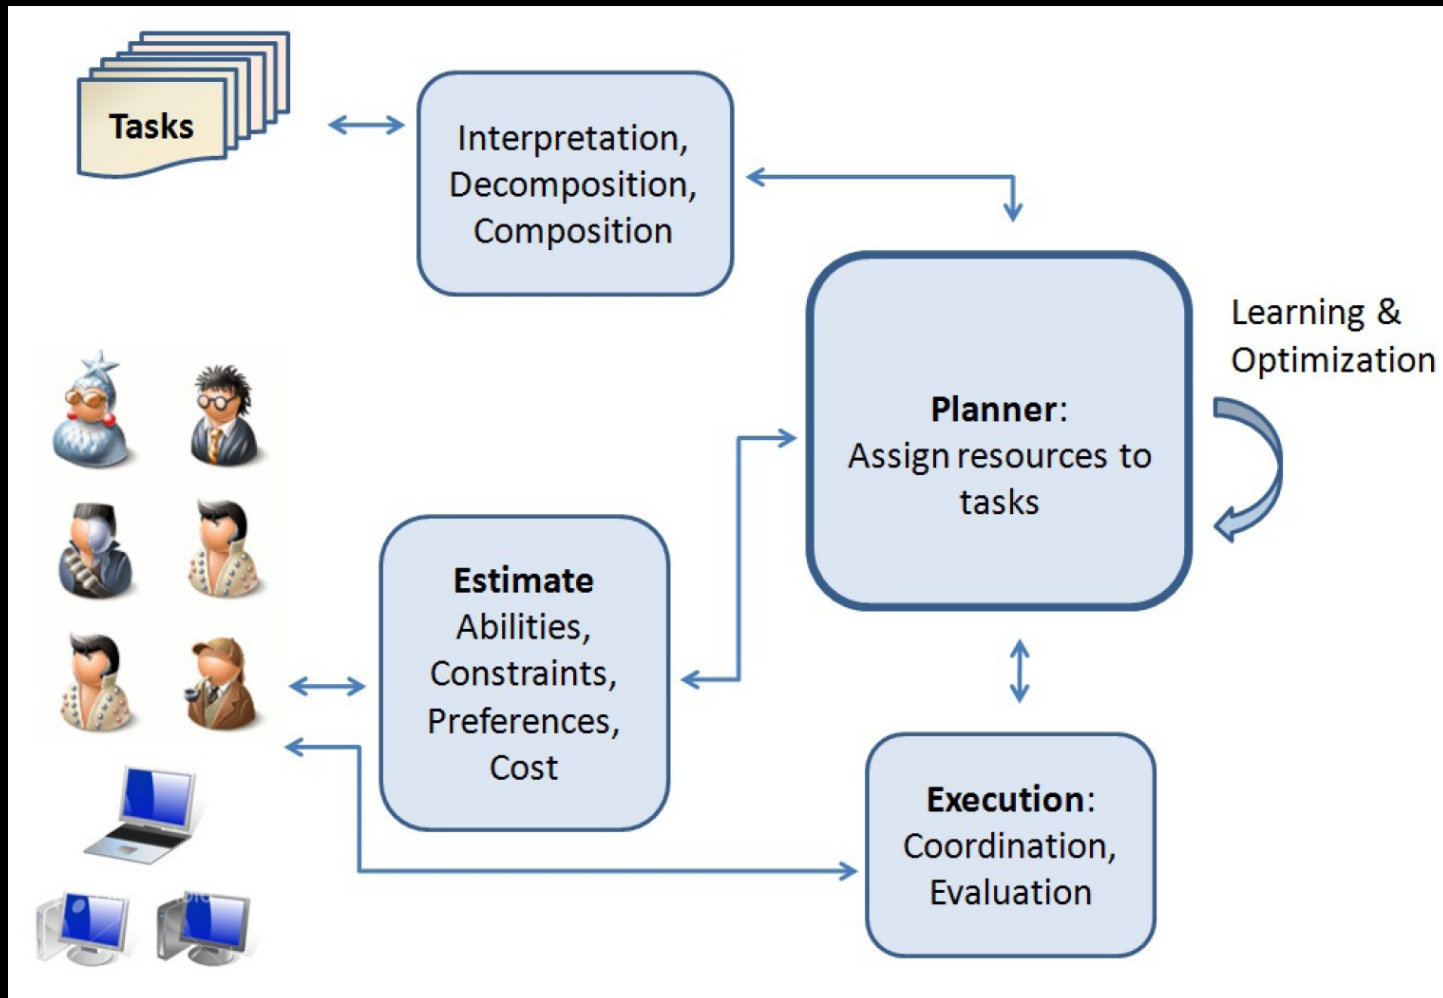 Tasks
Interpretation,
Decomposition,
Composition
Learning &
Optimization
Planner:
Assign resources to
tasks
Estimate
Abilities,
Constraints,
Preferences,
Cost
Execution:
Coordination,
Evaluation